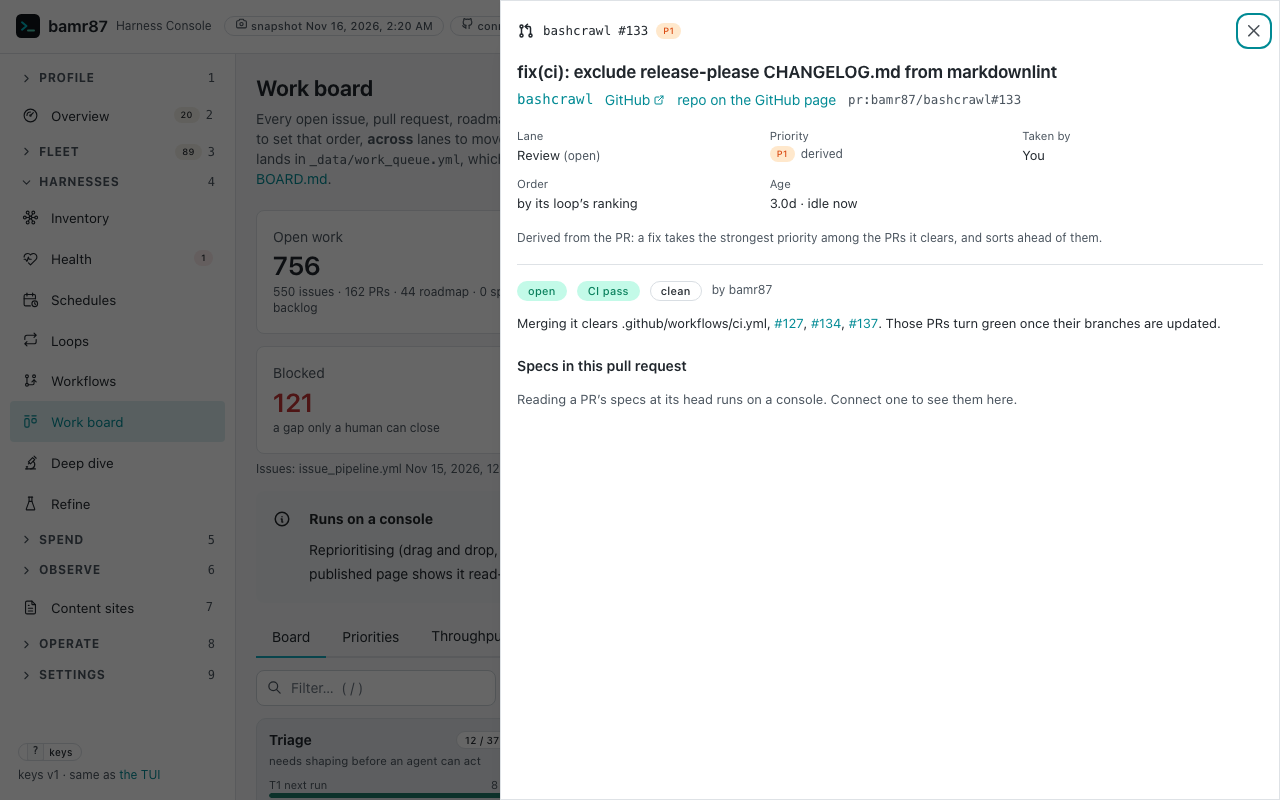 bamr87 Harness Console snapshot Nov 16, 2026, 2:20 AM
PROFILE 1
Overview 20 2
FLEET 89 3
HARNESSES 4
Inventory
Health 1
Schedules
Loops
Workflows
Work board
Deep dive
Refine
SPEND 5
OBSERVE 6
Content sites 7
OPERATE 8
SETTINGS 9
? keys
keys v1 · same as the TUI
Work board
Every open issue, pull request,
to set that order, across lanes to
lands in _data/work_queue.yml,
BOARD.md.
Open work
756
550 issues · 162 PRs · 44 roadmap · 0
backlog
Blocked
121
a gap only a human can close
Issues: issue_pipeline.yml Nov 15, 2026,
Runs on a console
Reprioritising (drag and drop,
published page shows it
Board Priorities
Filter... ( / )
Triage 12 / 37
needs shaping before an agent can act
T1 next run 8
bashcrawl #133 P1
fix(ci): exclude release-please CHANGELOG.md from markdownlint
bashcrawl GitHub repo on the GitHub page pr:bamr87/bashcrawl#133
Lane Priority Taken by
Review (open) P1 derived You
Order Age
by its loop's ranking 3.0d · idle now
Derived from the PR: a fix takes the strongest priority among the PRs it clears, and sorts ahead of them.
open CI pass clean by bamr87
Merging it clears .github/workflows/ci.yml, #127, #134, #137. Those PRs turn green once their branches are updated.
Specs in this pull request
Reading a PR's specs at its head runs on a console. Connect one to see them here.